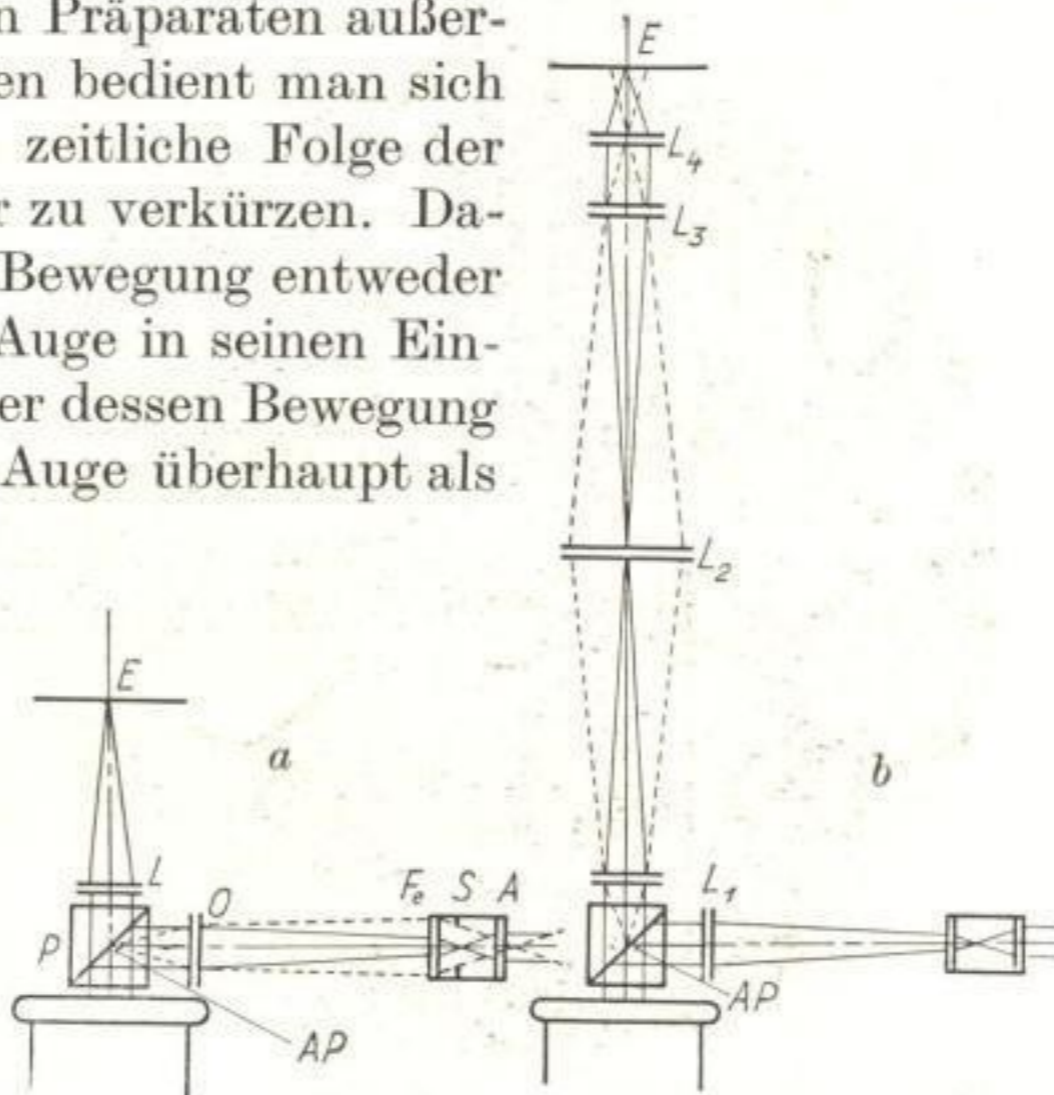 n Präparaten außer-
en bedient man sich
zeitliche Folge der
r zu verkürzen. Da-
Bewegung entweder
Auge in seinen Ein-
er dessen Bewegung
Auge überhaupt als
E
L4
L3
L2
E
a
b
L
O
Fe S A
L1
P
AP
AP